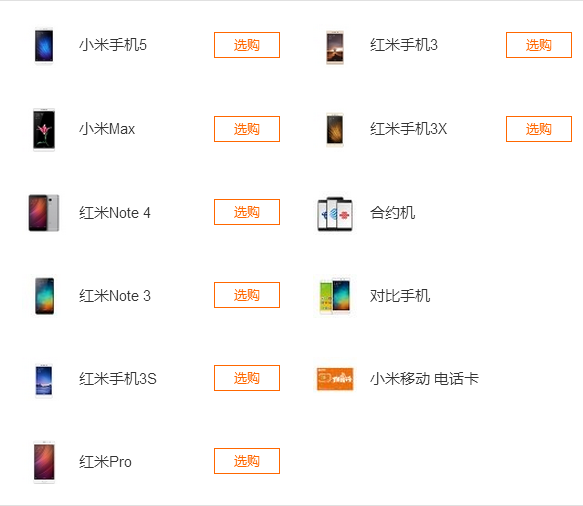 小米手机5 选购
红米手机3 选购
小米Max 选购
红米手机3X 选购
红米Note 4 选购
合约机
红米Note 3 选购
对比手机
红米手机3S 选购
小米移动 电话卡
红米Pro 选购